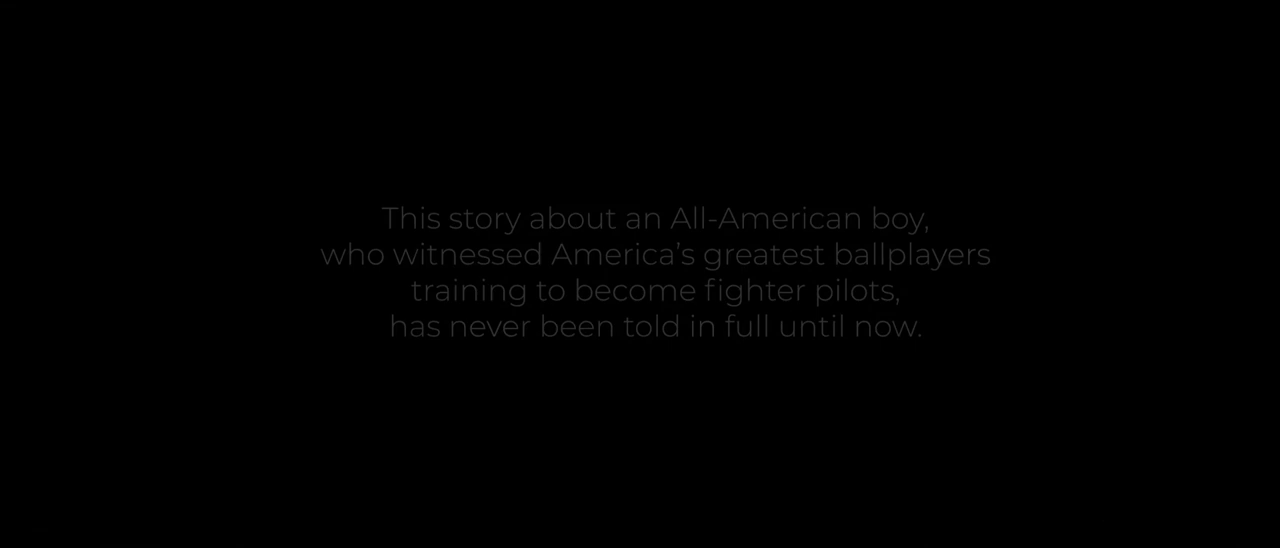 This story about an All-American boy,
who witnessed America’s greatest ballplayers
training to become fighter pilots,
has never been told in full until now.